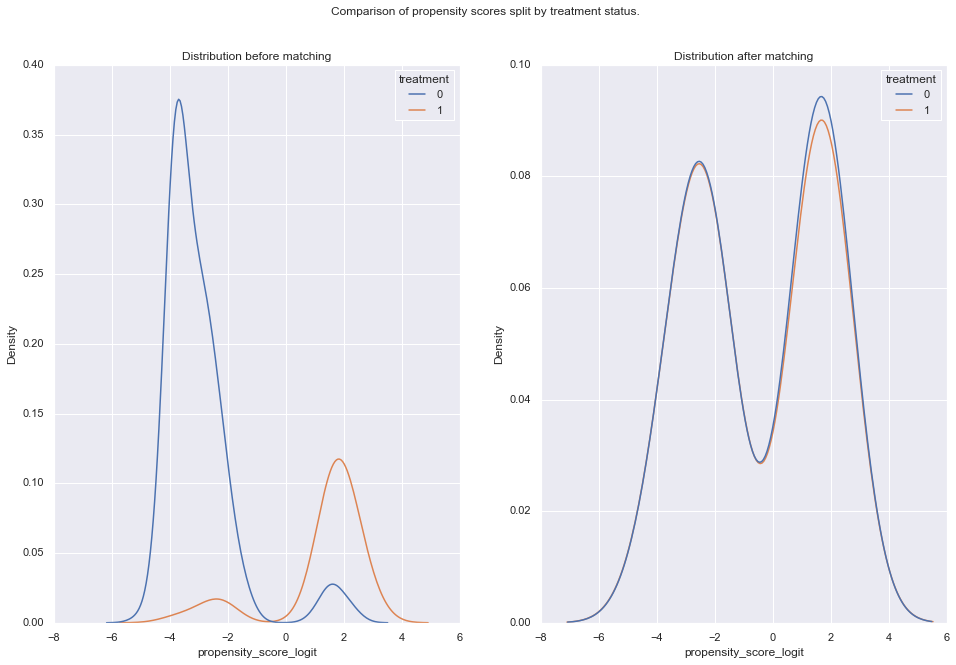 Comparison of propensity scores split by treatment status.
Distribution before matching
treatment
0
1
0.40
0.35
0.30
0.25
0.20
0.15
0.10
0.05
0.00
Density
−8 −6 −4 −2 0 2 4 6
propensity_score_logit
Distribution after matching
treatment
0
1
0.10
0.08
0.06
0.04
0.02
0.00
Density
−8 −6 −4 −2 0 2 4 6
propensity_score_logit